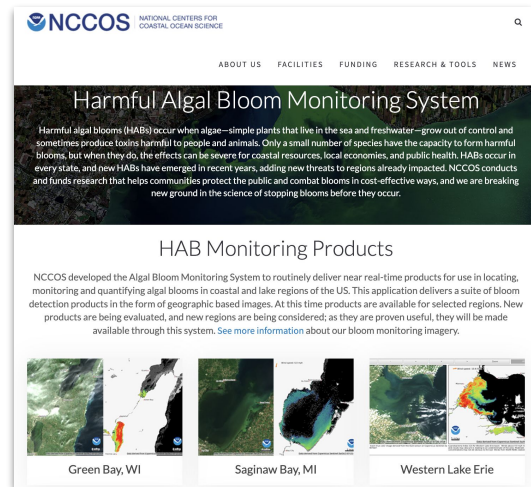 NCCOS
NATIONAL CENTERS FOR
COASTAL OCEAN SCIENCE
ABOUT US FACILITIES FUNDING RESEARCH & TOOLS NEWS
Harmful Algal Bloom Monitoring System
Harmful algal blooms (HABs) occur when algae—simple plants that live in the sea and freshwater—grow out of control and
sometimes produce toxins harmful to people and animals. Only a small number of species have the capacity to form harmful
blooms, but when they do, the effects can be severe for coastal resources, local economies, and public health. HABs occur in
every state, and new HABs have emerged in recent years, adding new threats to regions already impacted. NCCOS conducts
and funds research that helps communities protect the public and combat blooms in cost-effective ways, and we are breaking
new ground in the science of stopping blooms before they occur.
HAB Monitoring Products
NCCOS developed the Algal Bloom Monitoring System to routinely deliver near real-time products for use in locating,
monitoring and quantifying algal blooms in coastal and lake regions of the US. This application delivers a suite of bloom
detection products in the form of geographic based images. At this time products are available for selected regions. New
products are being evaluated, and new regions are being considered; as they are proven useful, they will be made
available through this system. See more information about our bloom monitoring imagery.
Green Bay, WI
Saginaw Bay, MI
Western Lake Erie